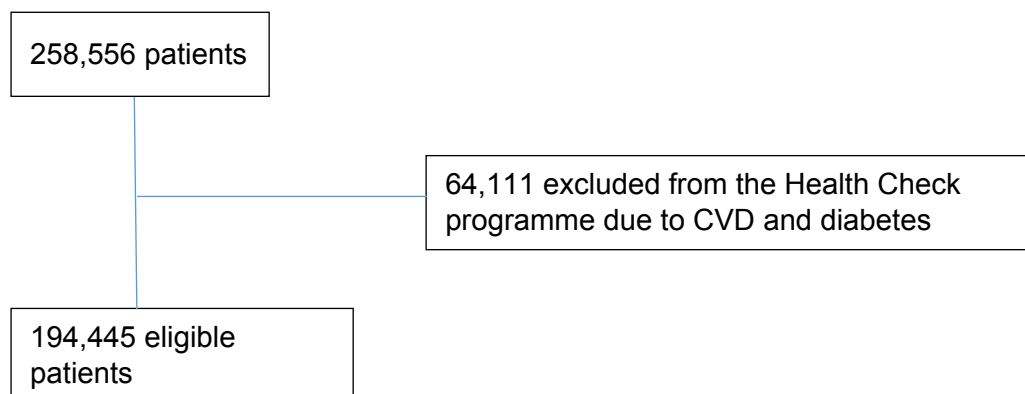 258,556 patients
64,111 excluded from the Health Check
programme due to CVD and diabetes
194,445 eligible
patients